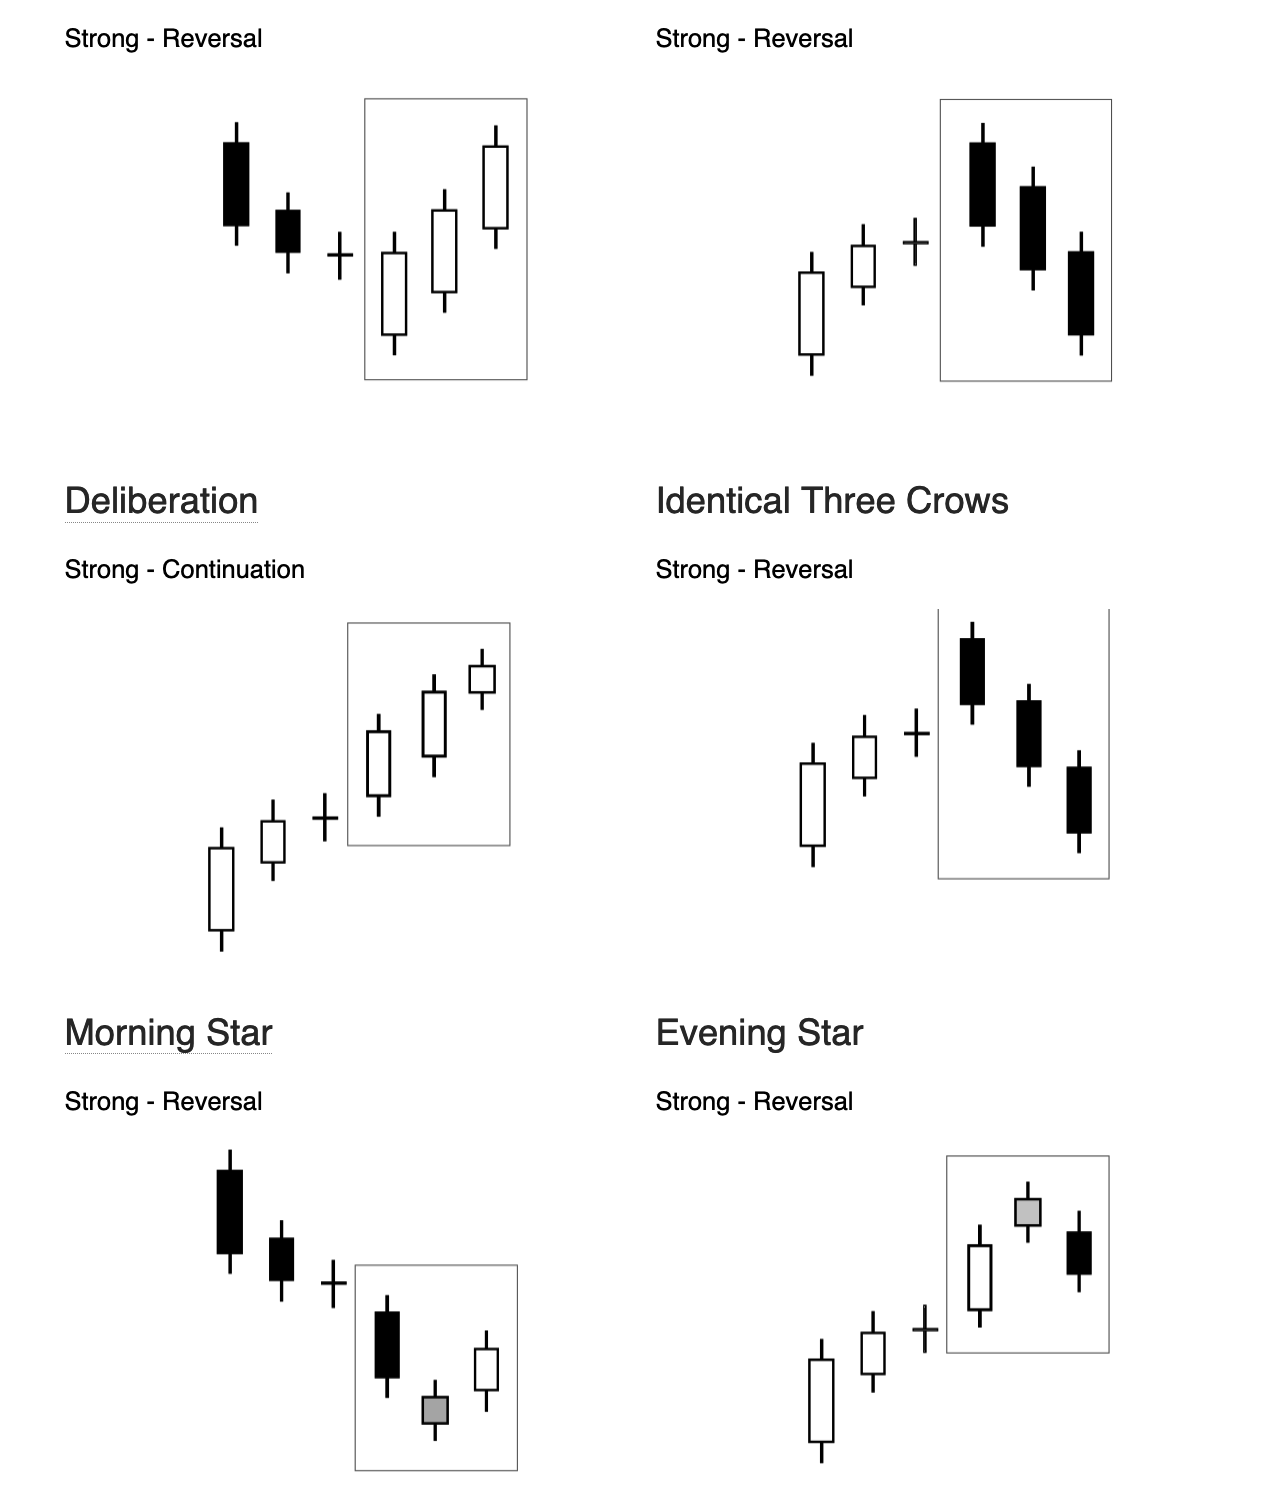 Strong - Reversal
Strong - Reversal
Deliberation
Identical Three Crows
Strong - Continuation
Strong - Reversal
Morning Star
Evening Star
Strong - Reversal
Strong - Reversal